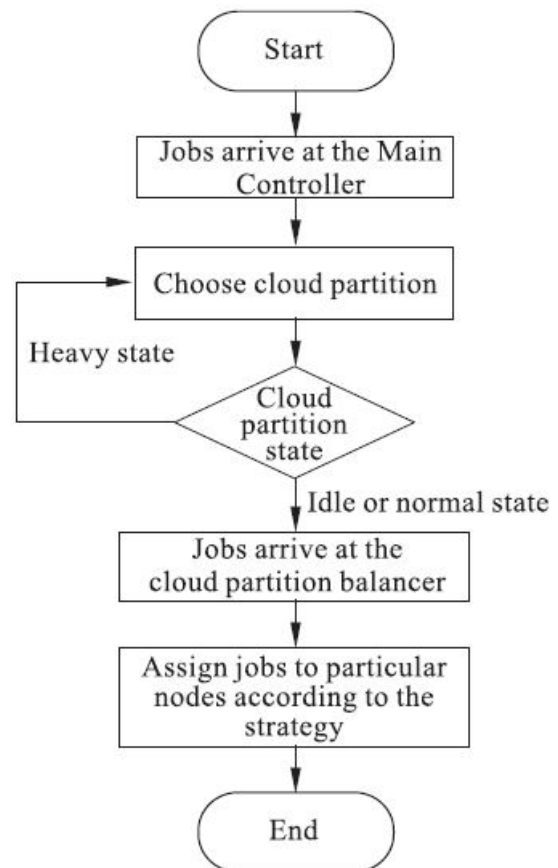 Start
Jobs arrive at the Main
Controller
Choose cloud partition
Heavy state
Cloud
partition
state
Idle or normal state
Jobs arrive at the
cloud partition balancer
Assign jobs to particular
nodes according to the
strategy
End